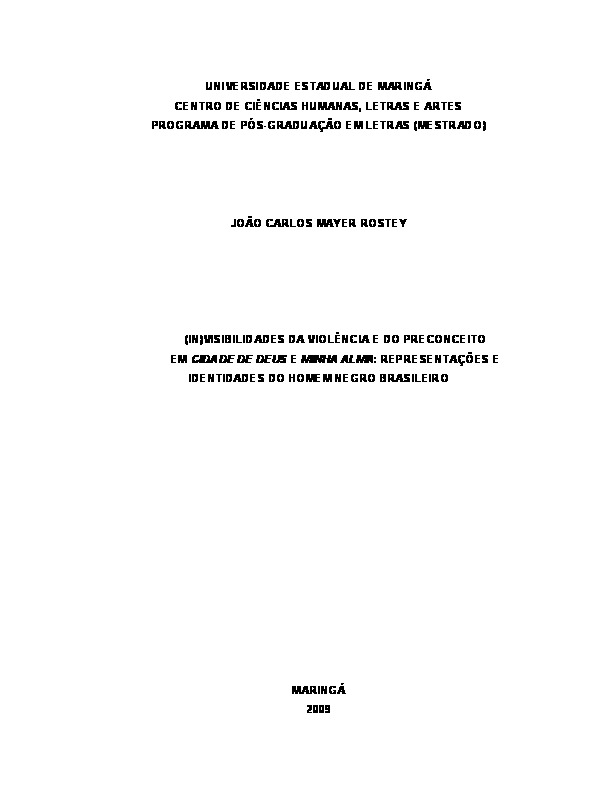 UNIVERSIDADE ESTADUAL DE MARINGÁ
CENTRO DE CIÊNCIAS HUMANAS, LETRAS E ARTES
PROGRAMA DE PÓS-GRADUAÇÃO EM LETRAS (MESTRADO)
JOÃO CARLOS MAYER ROSTEY
(IN)VISIBILIDADES DA VIOLÊNCIA E DO PRECONCEITO
EM CIDADE DE DEUS E MINHA ALMA: REPRESENTAÇÕES E
IDENTIDADES DO HOMEM NEGRO BRASILEIRO
MARINGÁ
2009